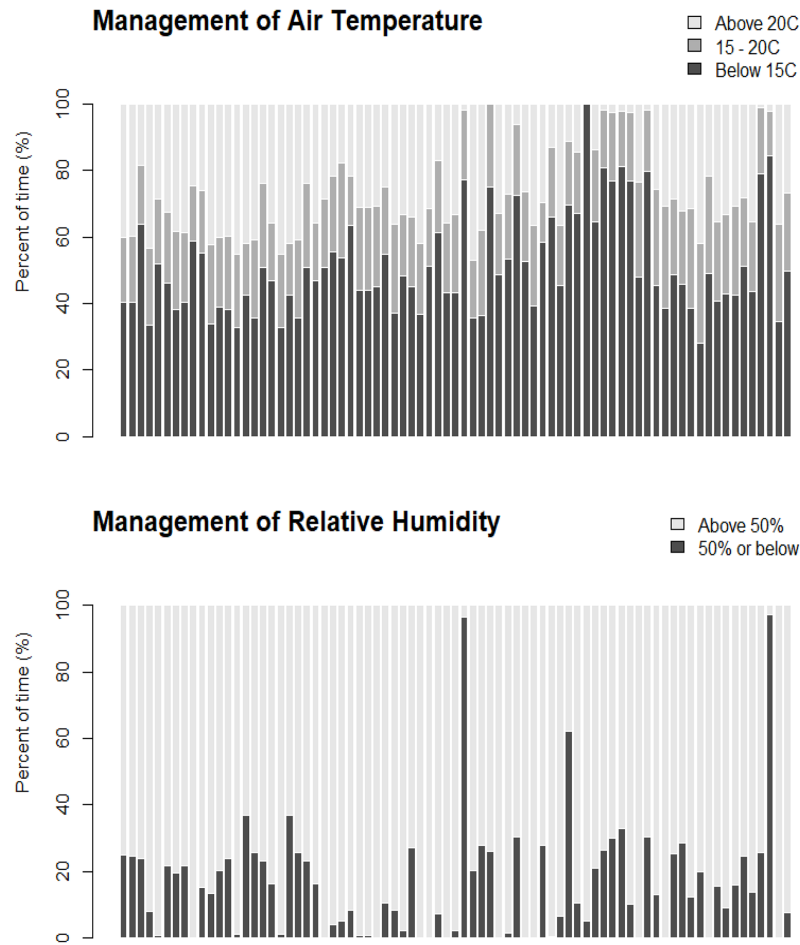 Management of Air Temperature
Above 20C
15 - 20C
Below 15C
Percent of time (%)
100
80
60
40
20
0
Management of Relative Humidity
Above 50%
50% or below
Percent of time (%)
100
80
60
40
20
0